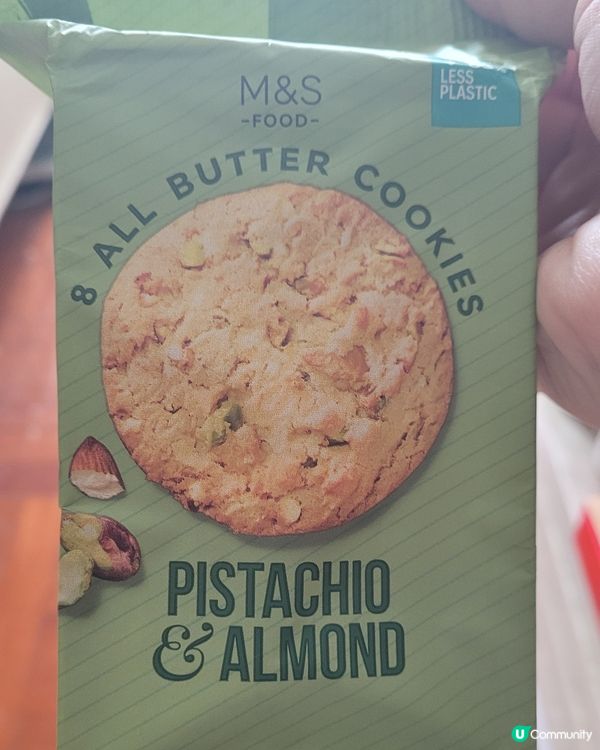 M&S
-FOOD-
LESS
PLASTIC
8 ALL BUTTER COOKIES
PISTACHIO
& ALMOND
U Community